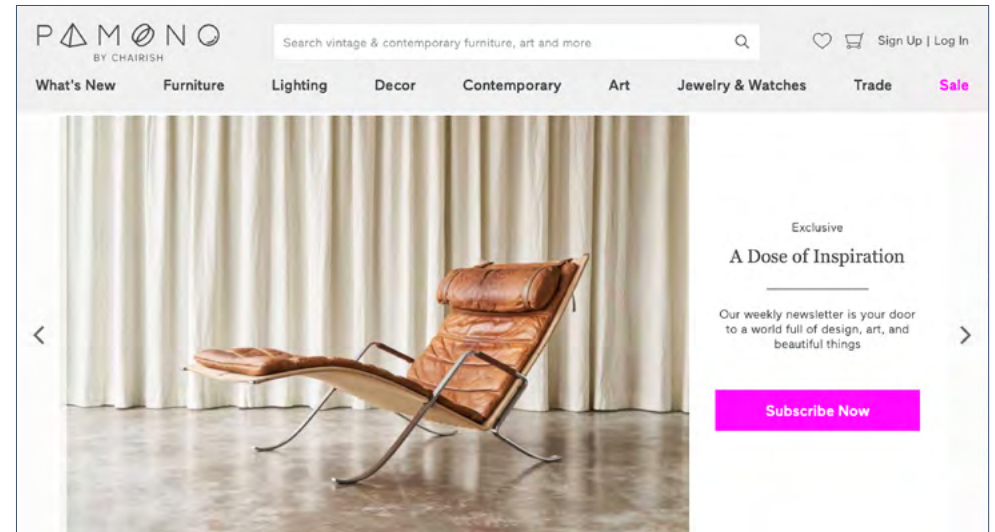 PAMONO
BY CHAIRISH
Search vintage & contemporary furniture, art and more
Sign Up | Log In
What's New
Furniture
Lighting
Decor
Contemporary
Art
Jewelry & Watches
Trade
Sale
Exclusive
A Dose of Inspiration
Our weekly newsletter is your door
to a world full of design, art, and
beautiful things
Subscribe Now